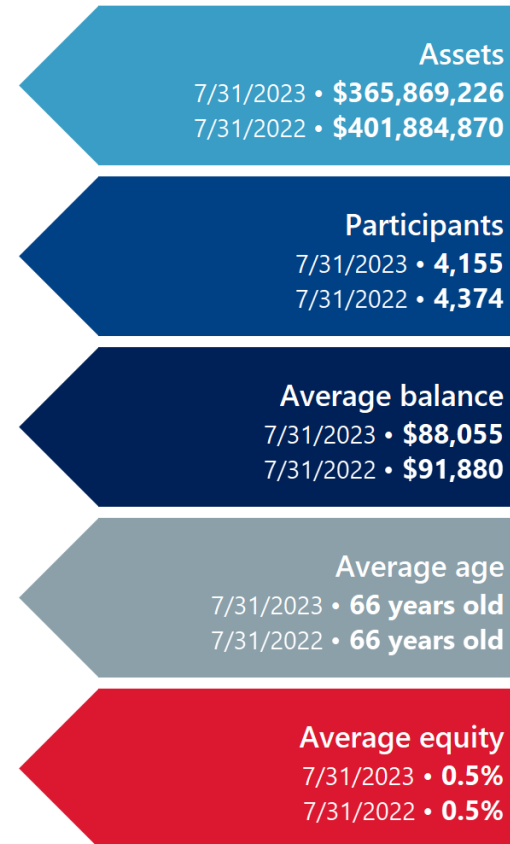 Assets
7/31/2023 • $365,869,226
7/31/2022 • $401,884,870
Participants
7/31/2023 • 4,155
7/31/2022 • 4,374
Average balance
7/31/2023 • $88,055
7/31/2022 • $91,880
Average age
7/31/2023 • 66 years old
7/31/2022 • 66 years old
Average equity
7/31/2023 • 0.5%
7/31/2022 • 0.5%